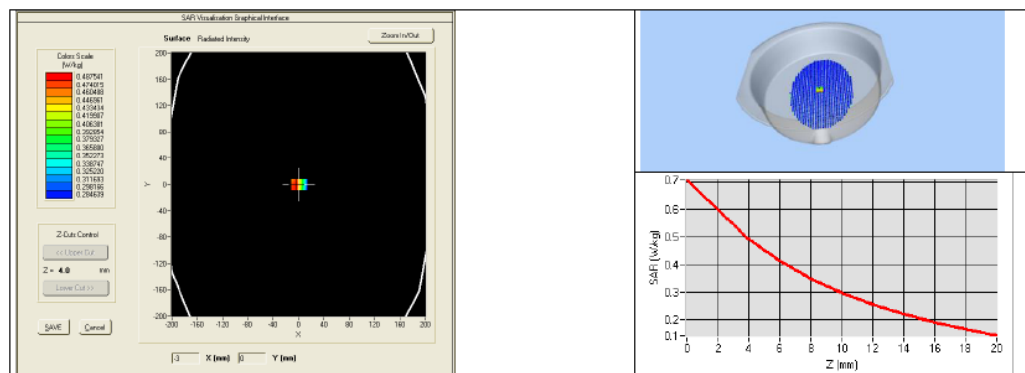 SAR Visualisation Graphical Interface
Surface Radiated Intensity
Zoom In/Out
Colors Scale
(W/kg)
0.487541
0.474015
0.460488
0.446961
0.433434
0.419907
0.406381
0.392854
0.379327
0.365800
0.352273
0.338747
0.325220
0.311693
0.298166
0.284639
Z-Cuts Control
<< Upper Cut
Z = 4.0 mm
Lower Cut >>
SAVE Cancel
200
160
120
80
40
0
-40
-80
-120
-160
-200
Y
-200 -160 -120 -80 -40 0 40 80 120 160 200
X
-3 X (mm) 0 Y (mm)
0.7
0.6
0.5
0.4
0.3
0.2
0.1
SAR (W/kg)
0 2 4 6 8 10 12 14 16 18 20
Z (mm)